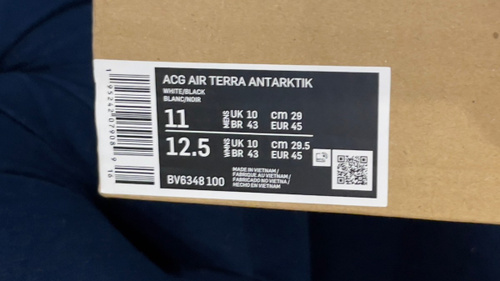 ACG AIR TERRA ANTARKTIK
WHITE/BLACK
BLANC/NOIR
11 MENS UK 10 CM 29
BR 43 EUR 45
12.5 WMNS UK 10 CM 29.5
BR 43 EUR 45
BV6348 100
MADE IN VIETNAM /
FABRIQUE AU VIETNAM /
FABRICADO NO VIETNA /
HECHO EN VIETNAM